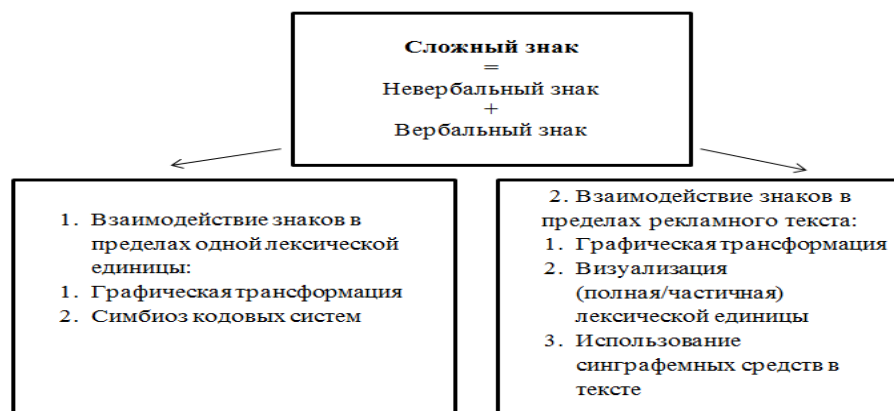 Сложный знак
=
Невербальный знак
+
Вербальный знак
1. Взаимодействие знаков в
пределах одной лексической
единицы:
1. Графическая трансформация
2. Симбиоз кодовых систем
2. Взаимодействие знаков в
пределах рекламного текста:
1. Графическая трансформация
2. Визуализация
(полная/частичная)
лексической единицы
3. Использование
синграфемных средств в
тексте